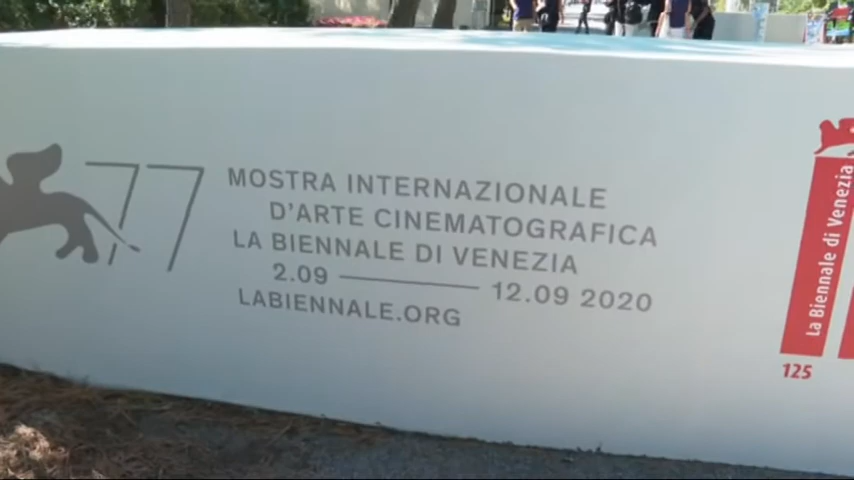 77
MOSTRA INTERNAZIONALE
D'ARTE CINEMATOGRAFICA
LA BIENNALE DI VENEZIA
2.09 — 12.09 2020
LABIENNALE.ORG
La Biennale di Venezia
125